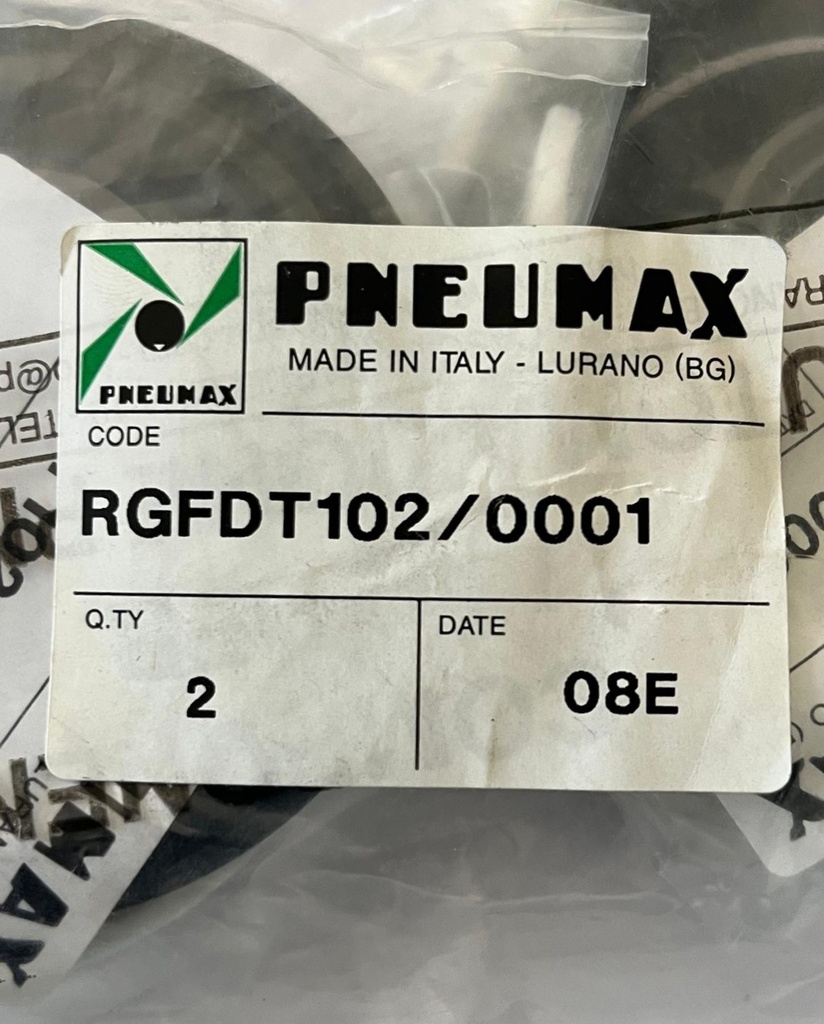 PNEUMAX
PNEUMAX
MADE IN ITALY - LURANO (BG)
CODE
RGFDT102/0001
Q.TY
DATE
2
08E